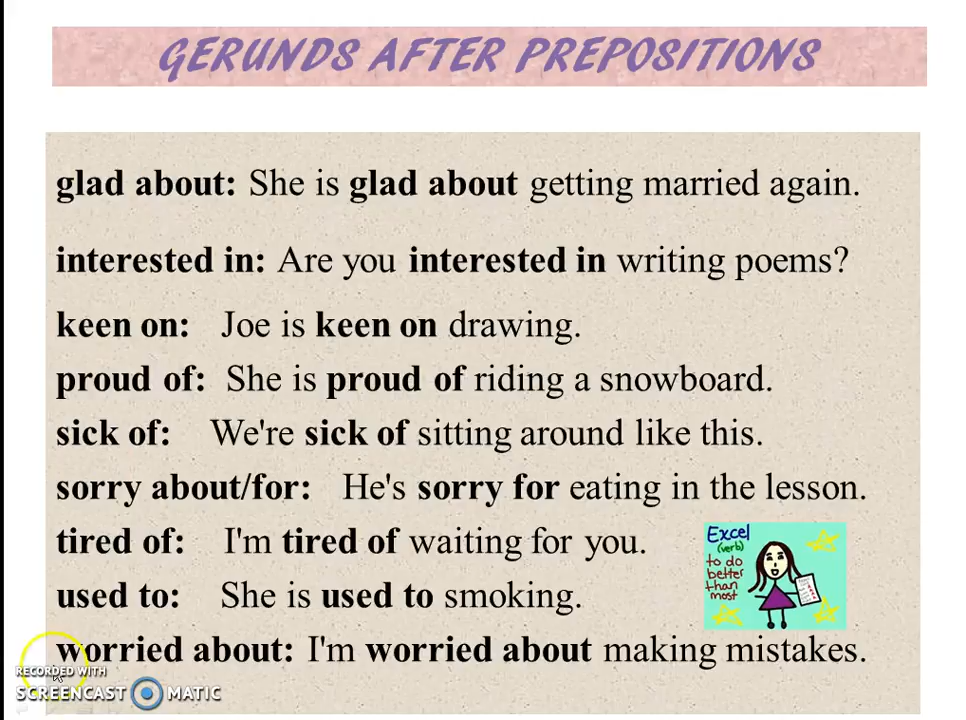 GERUNDS AFTER PREPOSITIONS
glad about: She is glad about getting married again.
interested in: Are you interested in writing poems?
keen on: Joe is keen on drawing.
proud of: She is proud of riding a snowboard.
sick of: We're sick of sitting around like this.
sorry about/for: He's sorry for eating in the lesson.
tired of: I'm tired of waiting for you.
used to: She is used to smoking.
worried about: I'm worried about making mistakes.
Excel
(verb)
to do
better
than
most
RECORDED WITH
SCREENCAST MATIC